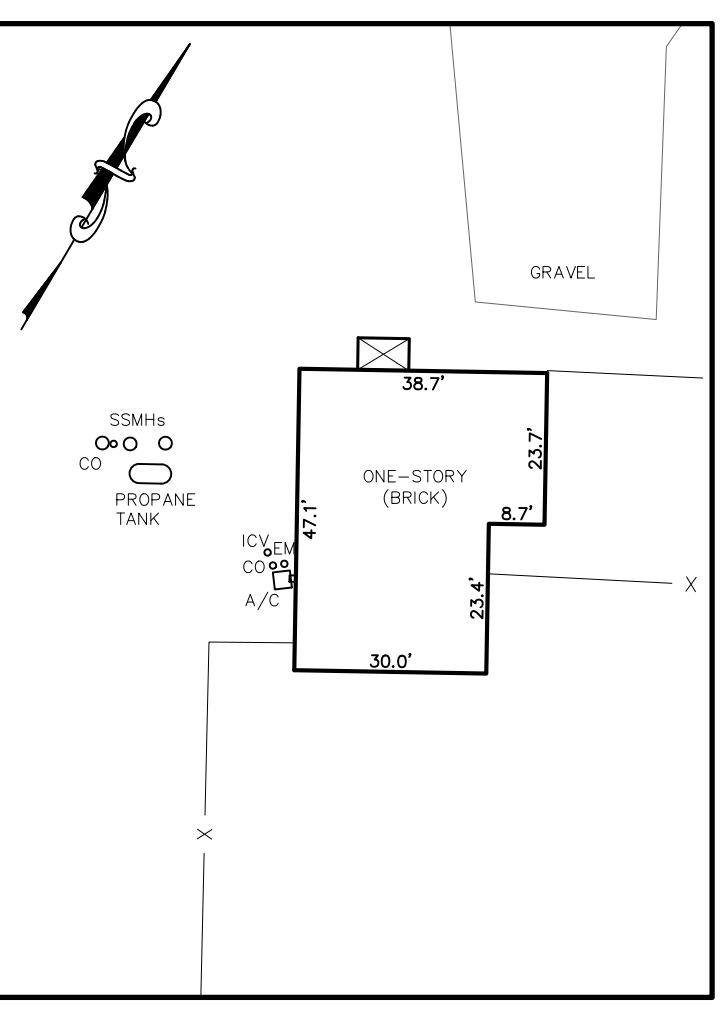 GRAVEL
38.7'
SSMHs
CO
23.7'
ONE-STORY
(BRICK)
PROPANE
TANK
47.1'
8.7'
ICV
EM
CO
A/C
23.4'
X
30.0'
X